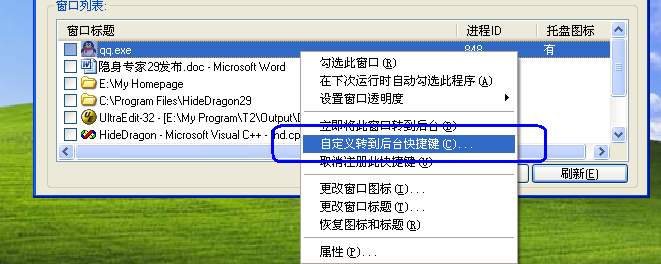 窗口列表:
窗口标题 进程ID 托盘图标
qq.exe 848 有
隐身专家29发布.doc - Microsoft Word
E:\My Homepage
C:\Program Files\HideDragon29
UltraEdit-32 - [E:\My Program\T2\Output\
HideDragon - Microsoft Visual C++ -
勾选此窗口(R)
在下次运行时自动勾选此程序(A)
设置窗口透明度
立即将此窗口转到后台(B)
自定义转到后台快捷键(C)...
取消注册此快捷键(U)
更改窗口图标(I)...
更改窗口标题(T)...
恢复图标和标题(R)
属性(P)...
刷新(E)